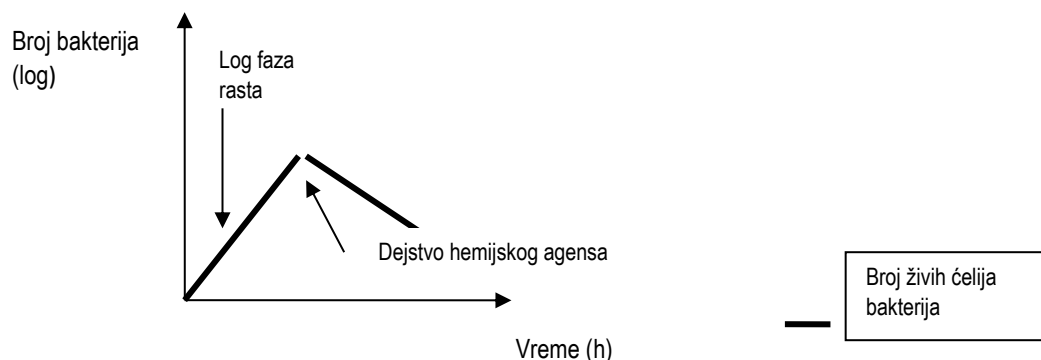 Broj bakterija
(log)
Log faza
rasta
Dejstvo hemijskog agensa
Vreme (h)
Broj živih ćelija
bakterija